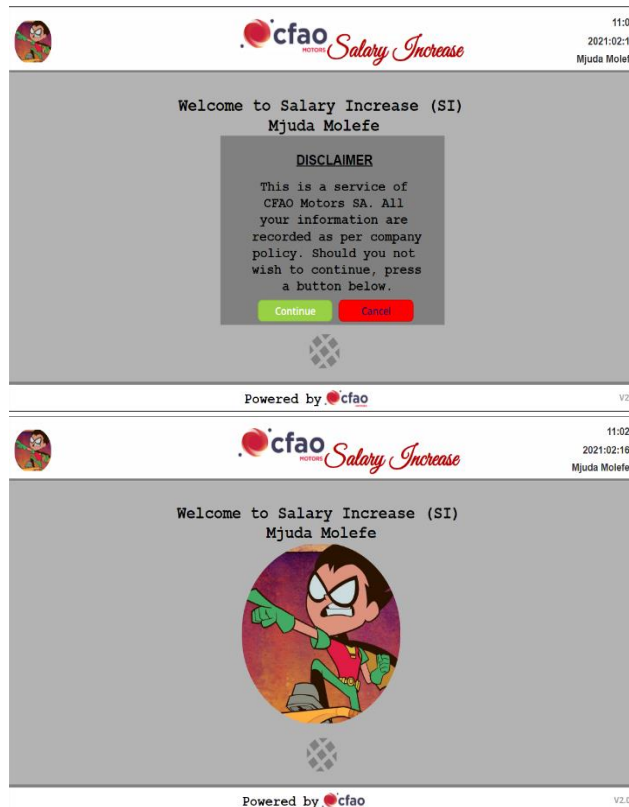 cfao
MOTORS
Salary Increase
11:0
2021:02:1
Mjuda Molef
Welcome to Salary Increase (SI)
Mjuda Molefe
DISCLAIMER
This is a service of
CFAO Motors SA. All
your information are
recorded as per company
policy. Should you not
wish to continue, press
a button below.
Continue Cancel
Powered by cfao
V2
cfao
MOTORS
Salary Increase
11:02
2021:02:16
Mjuda Molefe
Welcome to Salary Increase (SI)
Mjuda Molefe
Powered by cfao
V2.0